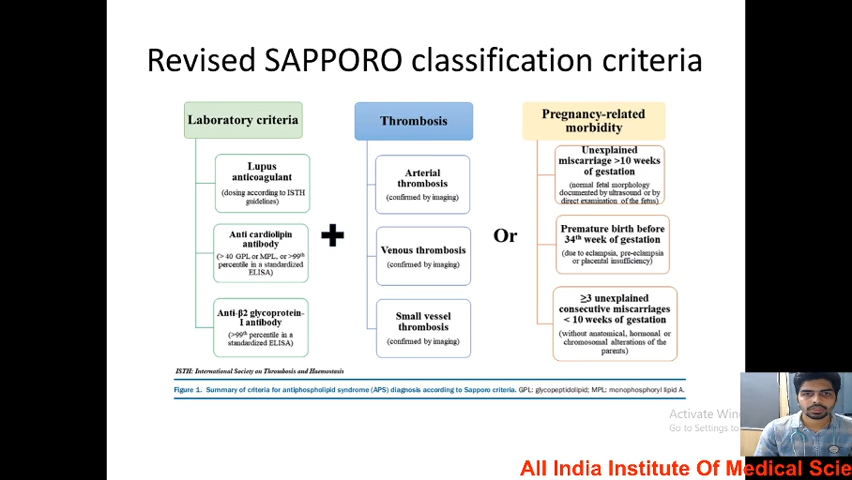 Revised SAPPORO classification criteria
Laboratory criteria
Lupus
anticoagulant
(dosing according to ISTH
guidelines)
Anti cardiolipin
antibody
(> 40 GPL or MPL, or >99th
percentile in a standardized
ELISA)
Anti-β2 glycoprotein-
I antibody
(>99th percentile in a
standardized ELISA)
+
Thrombosis
Arterial
thrombosis
(confirmed by imaging)
Venous thrombosis
(confirmed by imaging)
Small vessel
thrombosis
(confirmed by imaging)
Or
Pregnancy-related
morbidity
Unexplained
miscarriage >10 weeks
of gestation
(normal fetal morphology
documented by ultrasound or by
direct examination of the fetus)
Premature birth before
34th week of gestation
(due to eclampsia, pre-eclampsia
or placental insufficiency)
≥3 unexplained
consecutive miscarriages
< 10 weeks of gestation
(without anatomical, hormonal or
chromosomal alterations of the
parents)
ISTH: International Society on Thrombosis and Haemostasis
Figure 1. Summary of criteria for antiphospholipid syndrome (APS) diagnosis according to Sapporo criteria. GPL: glycopeptidolipid; MPL: monophosphoryl lipid A.
Activate Win
Go to Settings to
All India Institute Of Medical Scie